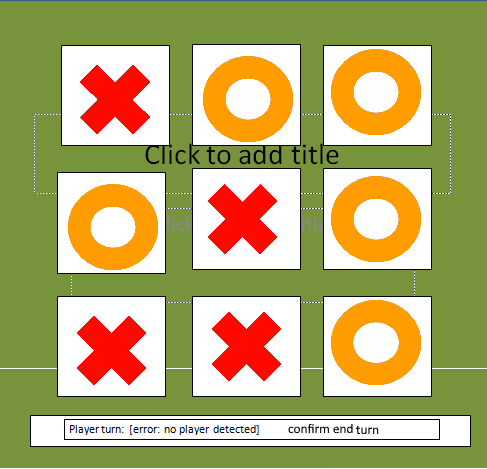 Click to add title
Player turn: [error: no player detected] confirm end turn